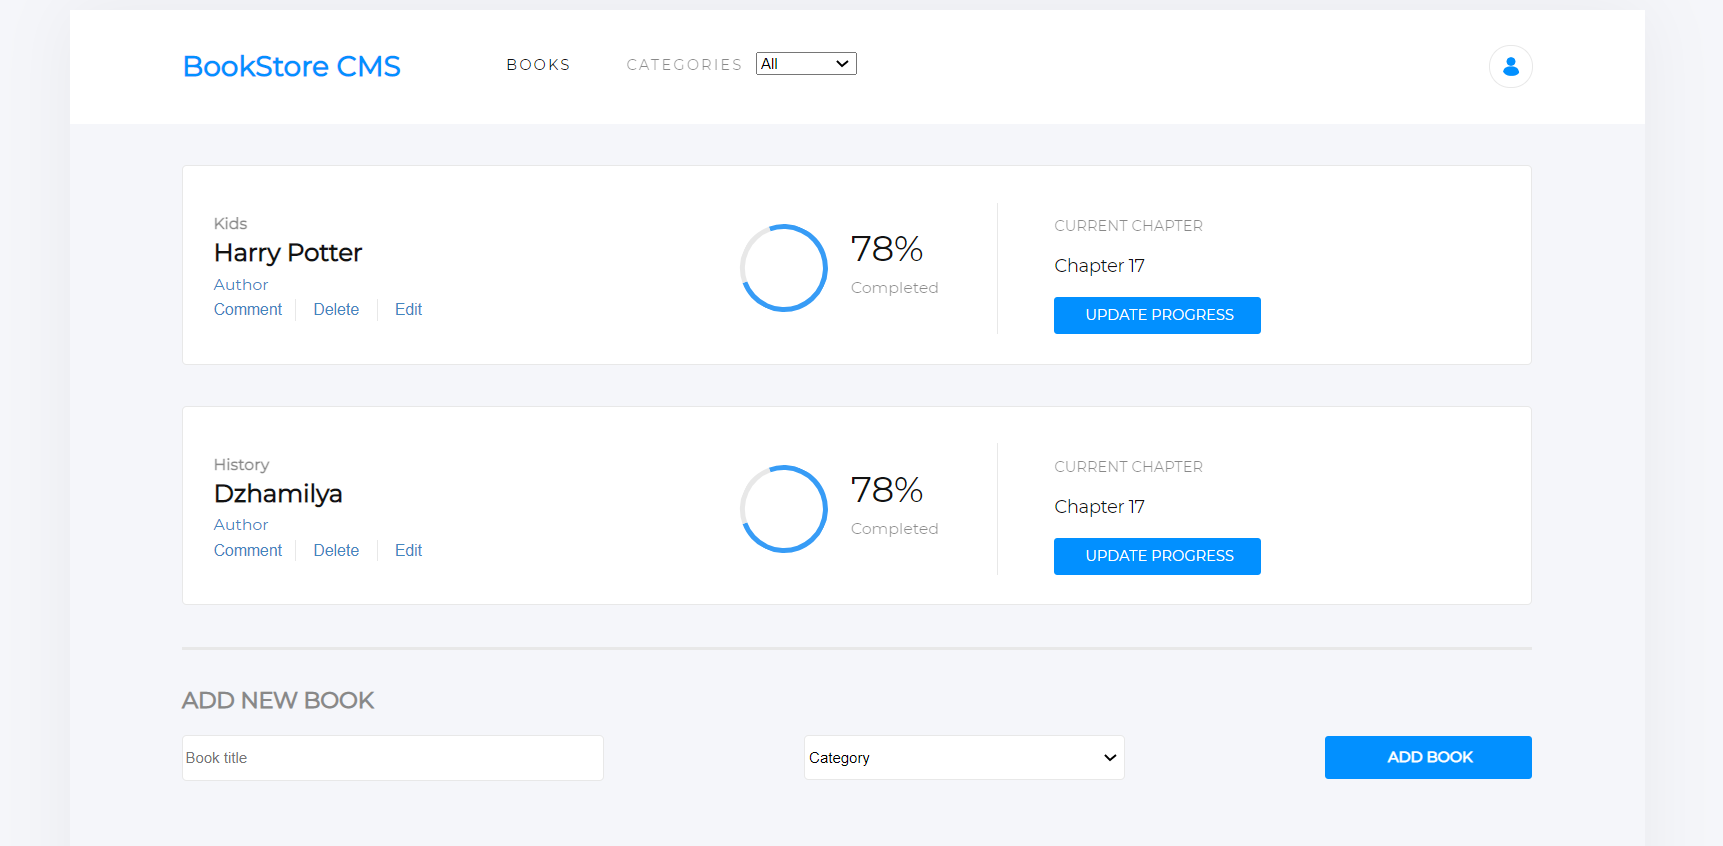 BookStore CMS BOOKS CATEGORIES All
Kids
Harry Potter
Author
Comment Delete Edit
78%
Completed
CURRENT CHAPTER
Chapter 17
UPDATE PROGRESS
History
Dzhamilya
Author
Comment Delete Edit
78%
Completed
CURRENT CHAPTER
Chapter 17
UPDATE PROGRESS
ADD NEW BOOK
Book title Category ADD BOOK